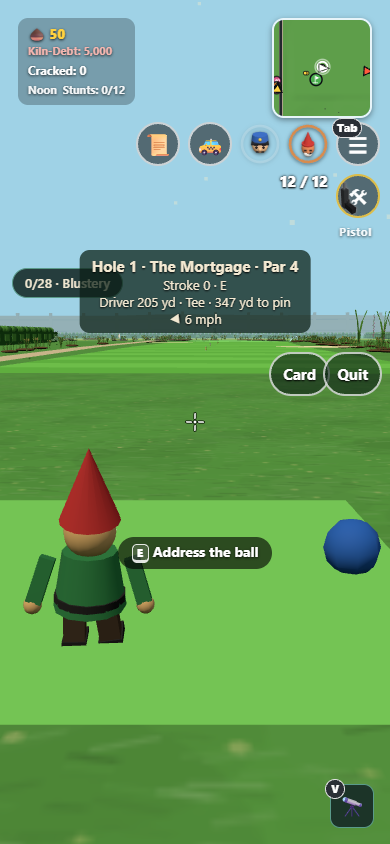 50
Kiln-Debt: 5,000
Cracked: 0
Noon Stunts: 0/12
Tab
12 / 12
Pistol
Hole 1 · The Mortgage · Par 4
Stroke 0 · E
0/28 · Blustery
Driver 205 yd · Tee · 347 yd to pin
◀ 6 mph
Card
Quit
E Address the ball
V